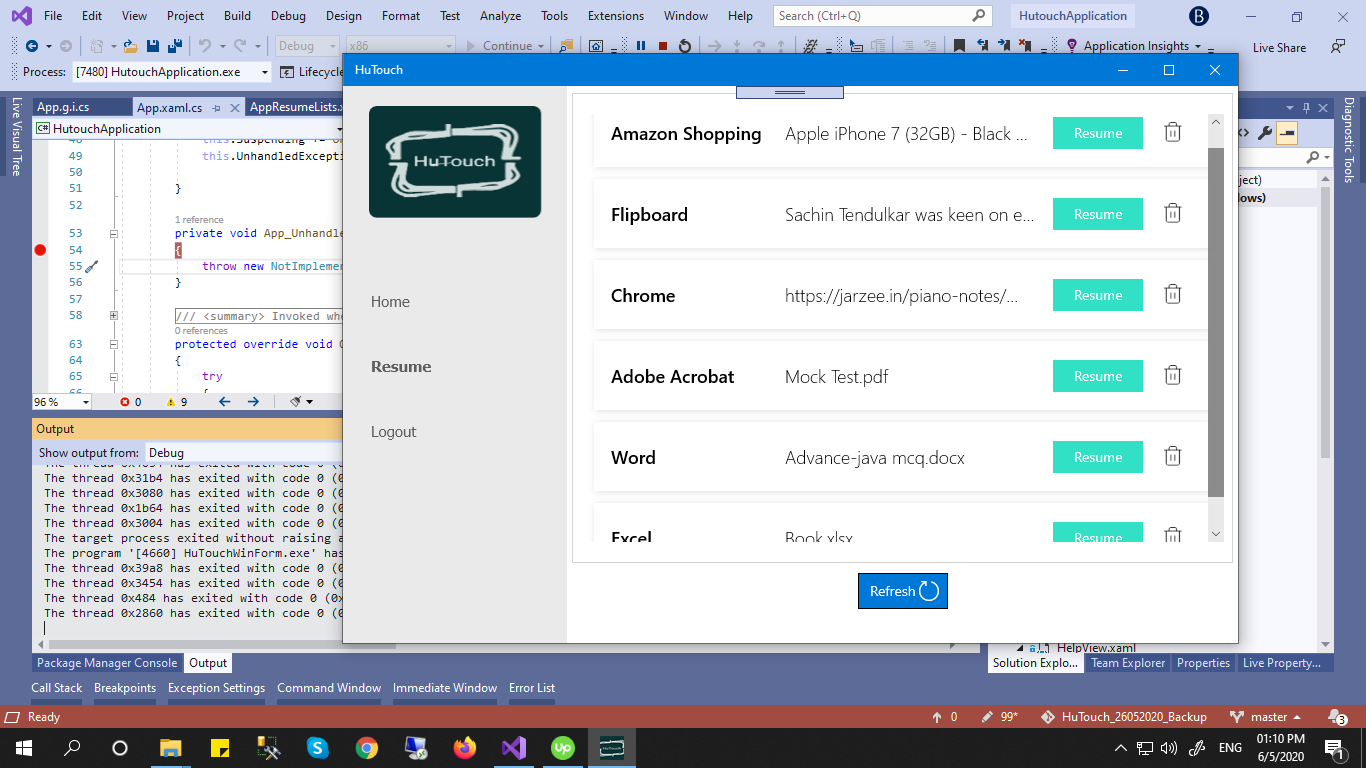 File Edit View Project Build Debug Design Format Test Analyze Tools Extensions Window Help Search (Ctrl+Q) HutouchApplication B
Debug x86 Continue Application Insights Live Share
Process: [7480] HutouchApplication.exe Lifecycle
HuTouch
Live Visual Tree
App.g.i.cs App.xaml.cs AppResumeLists.x
C# HutouchApplication
49 this.UnhandledExcepti
50
51 }
52
1 reference
53 private void App_Unhandle
54 {
55 throw new NotImplemen
56 }
57
58 /// <summary> Invoked whe
0 references
63 protected override void O
64 {
65 try
96 % 0 9
Output
Show output from: Debug
The thread 0x31b4 has exited with code 0 (0
The thread 0x3080 has exited with code 0 (0
The thread 0x1b64 has exited with code 0 (0
The thread 0x3004 has exited with code 0 (0
The target process exited without raising a
The program '[4660] HuTouchWinForm.exe' has
The thread 0x39a8 has exited with code 0 (0
The thread 0x3454 has exited with code 0 (0
The thread 0x484 has exited with code 0 (0x
The thread 0x2860 has exited with code 0 (0
HuTouch
Home
Resume
Logout
Amazon Shopping Apple iPhone 7 (32GB) - Black ... Resume
Flipboard Sachin Tendulkar was keen on e... Resume
Chrome https://jarzee.in/piano-notes/... Resume
Adobe Acrobat Mock Test.pdf Resume
Word Advance-java mcq.docx Resume
Excel Book.xlsx Resume
Refresh
Diagnostic Tools
ject)
lows)
HelpView.xaml
Package Manager Console Output Solution Explo... Team Explorer Properties Live Property...
Call Stack Breakpoints Exception Settings Command Window Immediate Window Error List
Ready 0 99* HuTouch_26052020_Backup master 3
Up HuTouch ENG 01:10 PM 1
6/5/2020